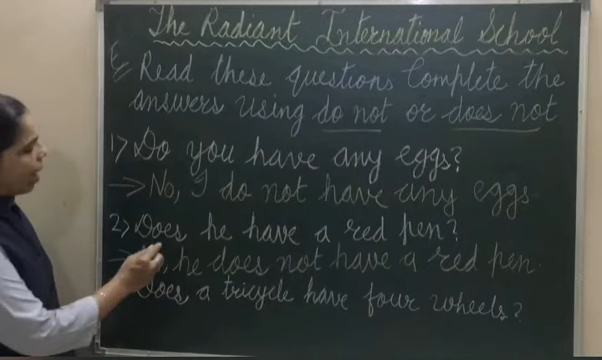 The Radiant International School
E Read these questions Complete the
answers using do not or does not
1) Do you have any eggs?
→ No, I do not have any eggs.
2) Does he have a red pen?
→ he does not have a red pen.
Does a tricycle have four wheels?